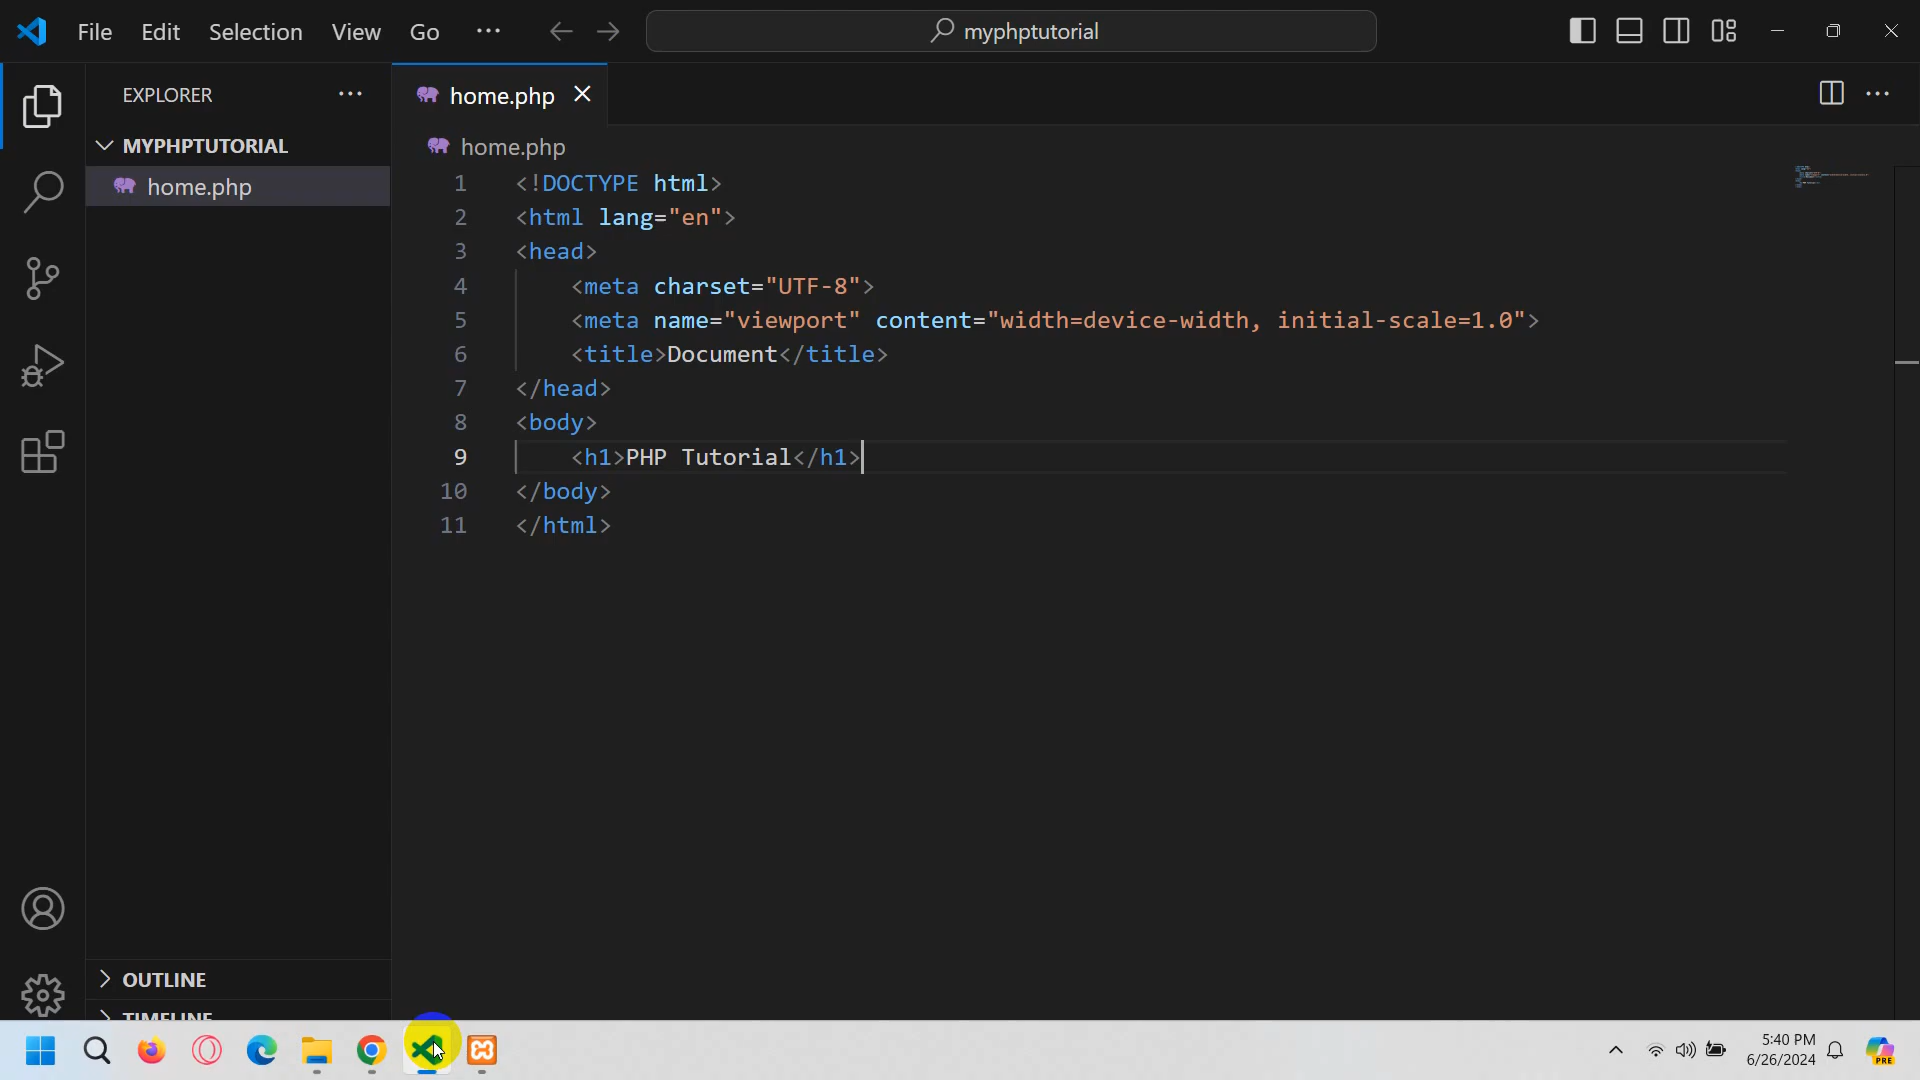 File Edit Selection View Go ··· myphptutorial
EXPLORER ···
home.php
MYPHPTUTORIAL
home.php
home.php
1 <!DOCTYPE html>
2 <html lang="en">
3 <head>
4 <meta charset="UTF-8">
5 <meta name="viewport" content="width=device-width, initial-scale=1.0">
6 <title>Document</title>
7 </head>
8 <body>
9 <h1>PHP Tutorial</h1>
10 </body>
11 </html>
OUTLINE
TIMELINE
5:40 PM
6/26/2024
PRE